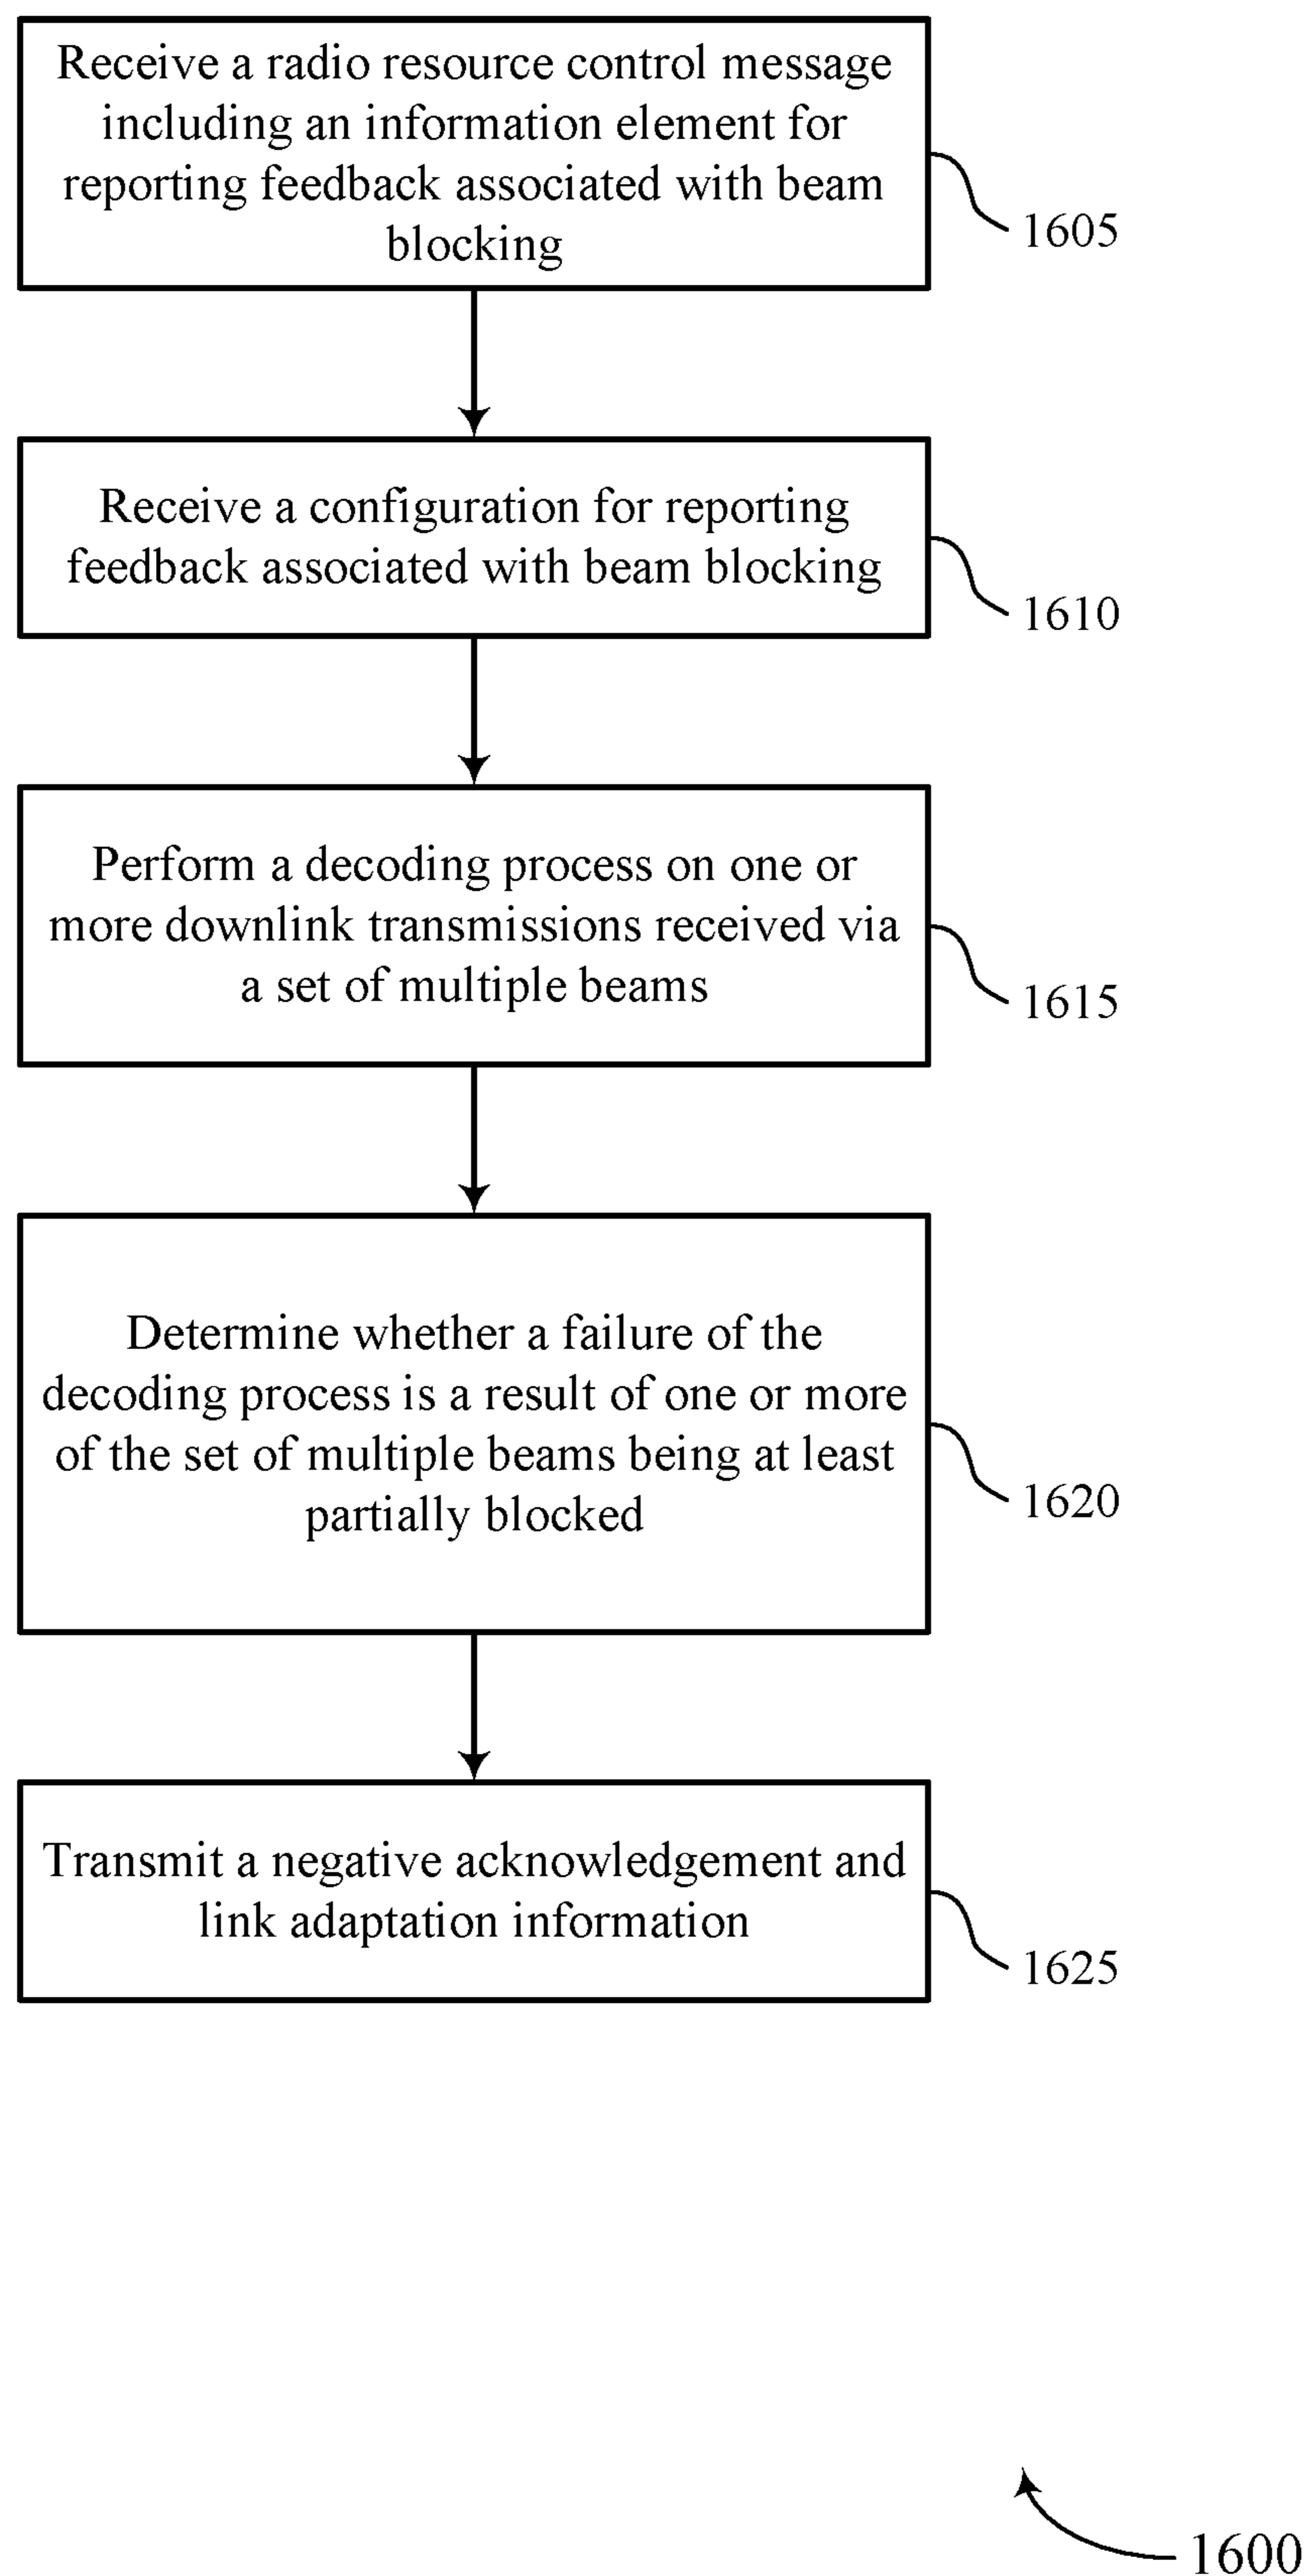 Receive a radio resource control message
including an information element for
reporting feedback associated with beam
blocking
1605
Receive a configuration for reporting
feedback associated with beam blocking
1610
Perform a decoding process on one or
more downlink transmissions received via
a set of multiple beams
1615
Determine whether a failure of the
decoding process is a result of one or more
of the set of multiple beams being at least
partially blocked
1620
Transmit a negative acknowledgement and
link adaptation information
1625
1600